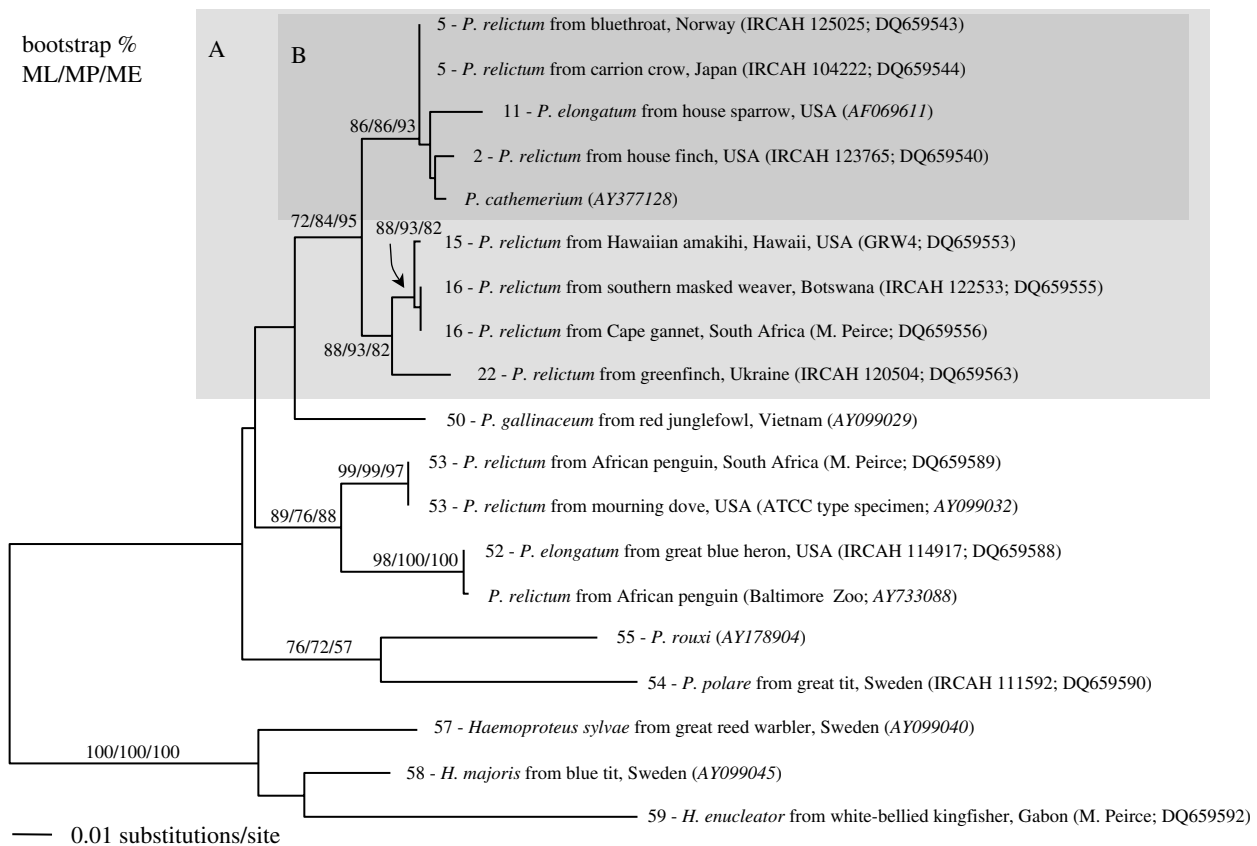 bootstrap %
ML/MP/ME
A
B
5 - P. relictum from bluethroat, Norway (IRCAH 125025; DQ659543)
5 - P. relictum from carrion crow, Japan (IRCAH 104222; DQ659544)
11 - P. elongatum from house sparrow, USA (AF069611)
86/86/93
2 - P. relictum from house finch, USA (IRCAH 123765; DQ659540)
P. cathemerium (AY377128)
72/84/95
88/93/82
15 - P. relictum from Hawaiian amakihi, Hawaii, USA (GRW4; DQ659553)
16 - P. relictum from southern masked weaver, Botswana (IRCAH 122533; DQ659555)
16 - P. relictum from Cape gannet, South Africa (M. Peirce; DQ659556)
88/93/82
22 - P. relictum from greenfinch, Ukraine (IRCAH 120504; DQ659563)
50 - P. gallinaceum from red junglefowl, Vietnam (AY099029)
53 - P. relictum from African penguin, South Africa (M. Peirce; DQ659589)
99/99/97
53 - P. relictum from mourning dove, USA (ATCC type specimen; AY099032)
89/76/88
52 - P. elongatum from great blue heron, USA (IRCAH 114917; DQ659588)
98/100/100
P. relictum from African penguin (Baltimore Zoo; AY733088)
55 - P. rouxi (AY178904)
76/72/57
54 - P. polare from great tit, Sweden (IRCAH 111592; DQ659590)
57 - Haemoproteus sylvae from great reed warbler, Sweden (AY099040)
100/100/100
58 - H. majoris from blue tit, Sweden (AY099045)
59 - H. enucleator from white-bellied kingfisher, Gabon (M. Peirce; DQ659592)
0.01 substitutions/site